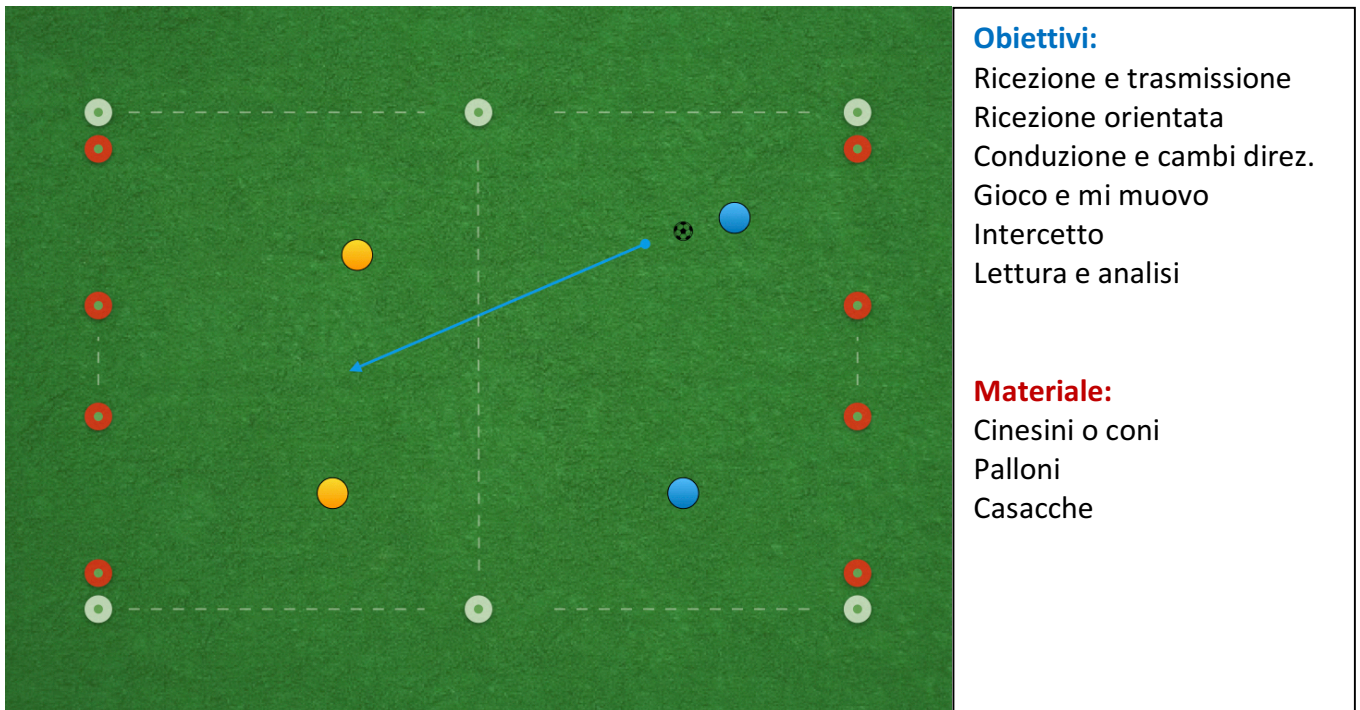 Obiettivi:
Ricezione e trasmissione
Ricezione orientata
Conduzione e cambi direz.
Gioco e mi muovo
Intercetto
Lettura e analisi
Materiale:
Cinesini o coni
Palloni
Casacche